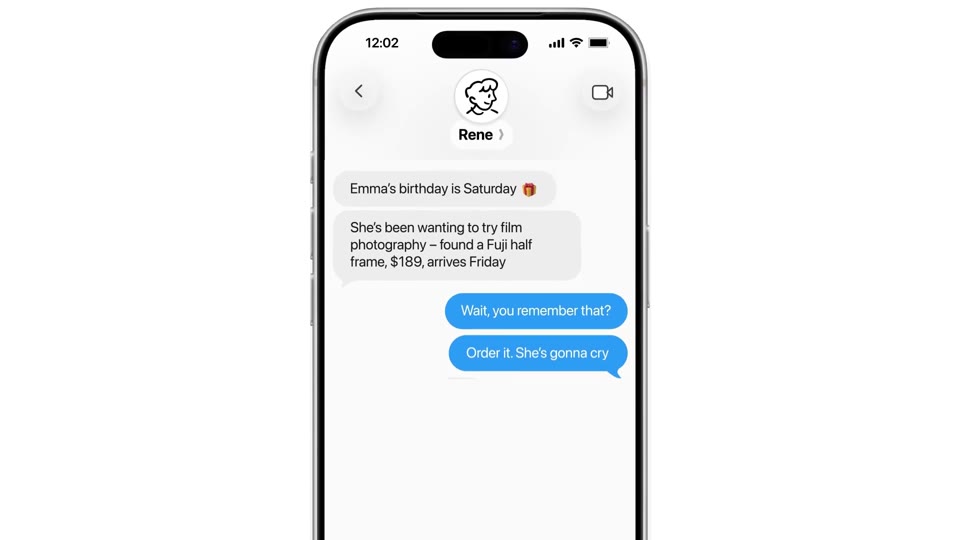 12:02
Rene
Emma’s birthday is Saturday 🎁
She’s been wanting to try film
photography – found a Fuji half
frame, $189, arrives Friday
Wait, you remember that?
Order it. She’s gonna cry